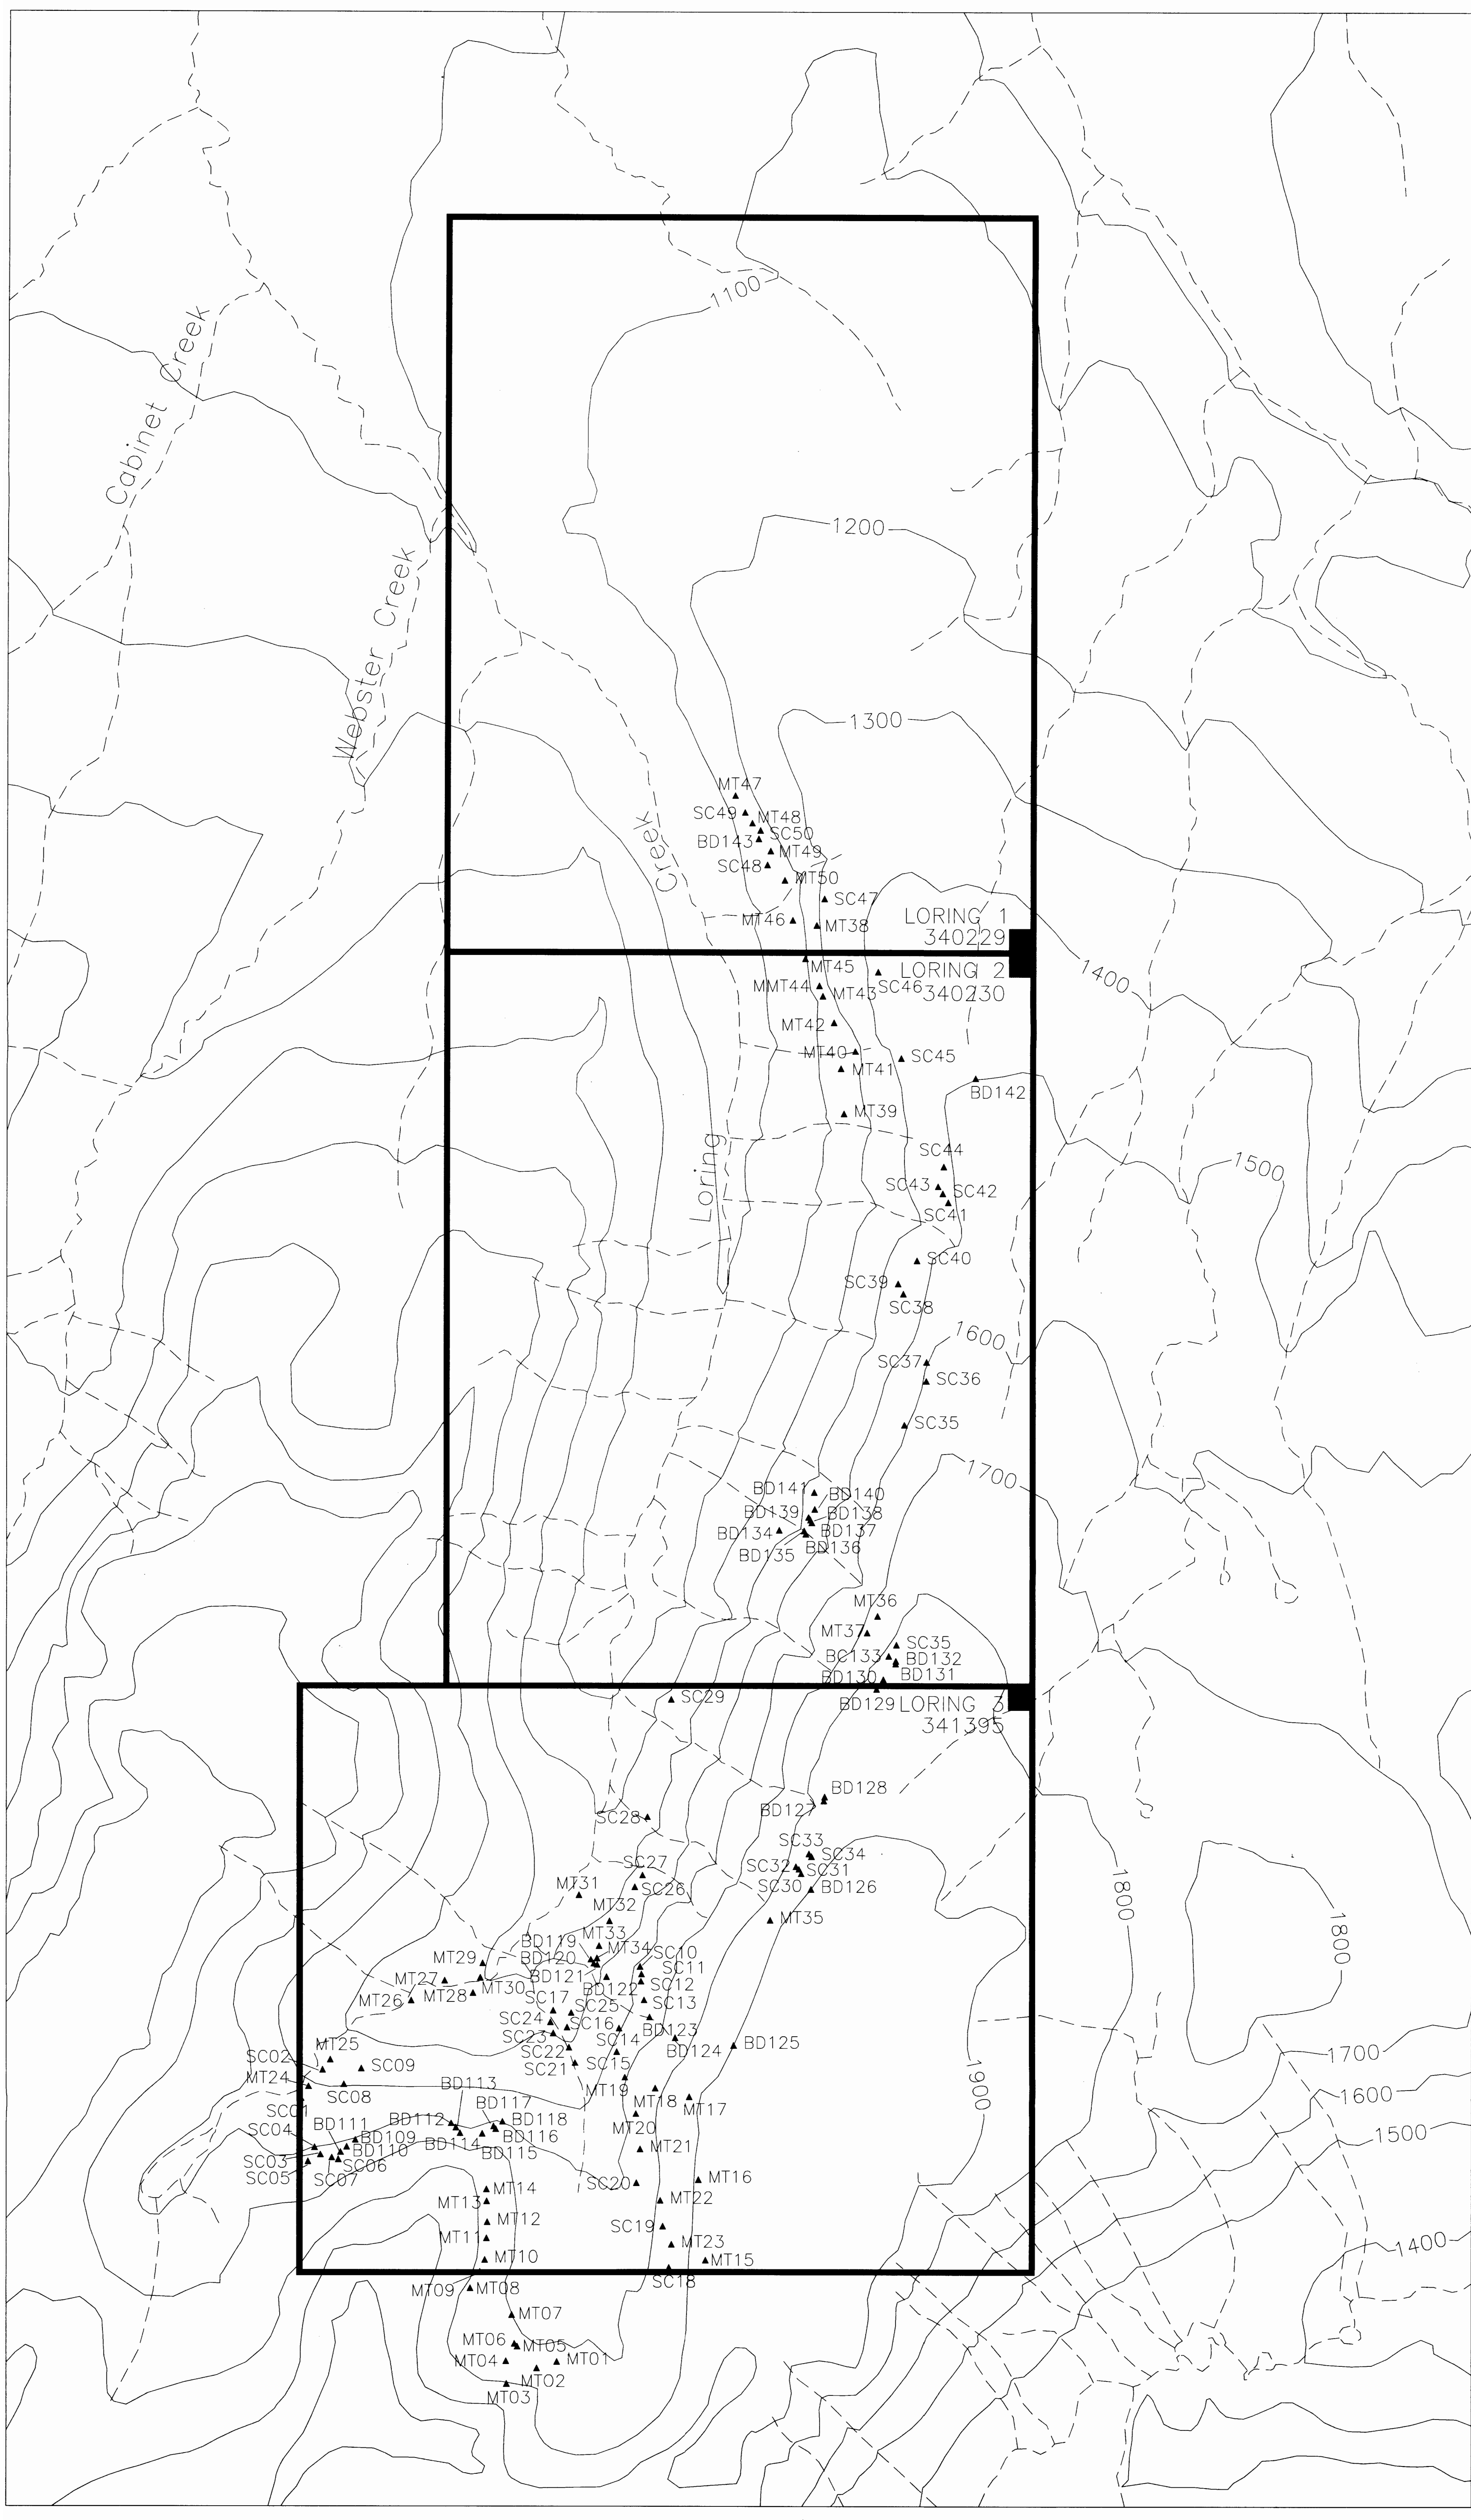 1100
Cabinet Creek
1200
Webster Creek
1300
MT47
SC49
MT48
SC50
BD143
MT49
SC48
MT50
SC47
MT46
MT38
LORING 1
340229
Loring Creek
MT45
LORING 2
340230
1400
MMT44
MT43
SC46
MT42
MT40
SC45
MT41
BD142
MT39
SC44
1500
SC43
SC42
SC41
SC40
SC39
SC38
1600
SC37
SC36
SC35
1700
BD141
BD140
BD139
BD138
BD134
BD137
BD136
BD135
MT36
MT37
SC35
BC133
BD132
BD131
BD130
SC29
BD129
LORING 3
341395
BD128
BD127
SC28
SC33
SC34
SC32
SC31
SC27
SC26
SC30
BD126
MT31
1800
1800
MT32
MT35
MT33
BD119
MT34
SC10
BD120
MT29
SC11
BD121
MT27
SC12
BD122
MT30
MT28
MT26
SC13
SC17
SC25
SC24
SC16
BD123
SC23
SC14
BD125
SC22
BD124
MT25
SC02
SC21
SC15
SC09
1700
MT24
SC08
BD113
MT19
1600
1900
SC01
MT18
MT17
BD117
BD112
BD118
MT20
BD111
SC04
BD109
BD114
BD116
1500
BD110
BD115
MT21
SC03
SC06
SC05
SC07
SC20
MT16
MT14
MT13
MT22
MT12
SC19
MT11
MT23
1400
MT10
MT15
SC18
MT09
MT08
MT07
MT06
MT05
MT04
MT01
MT02
MT03